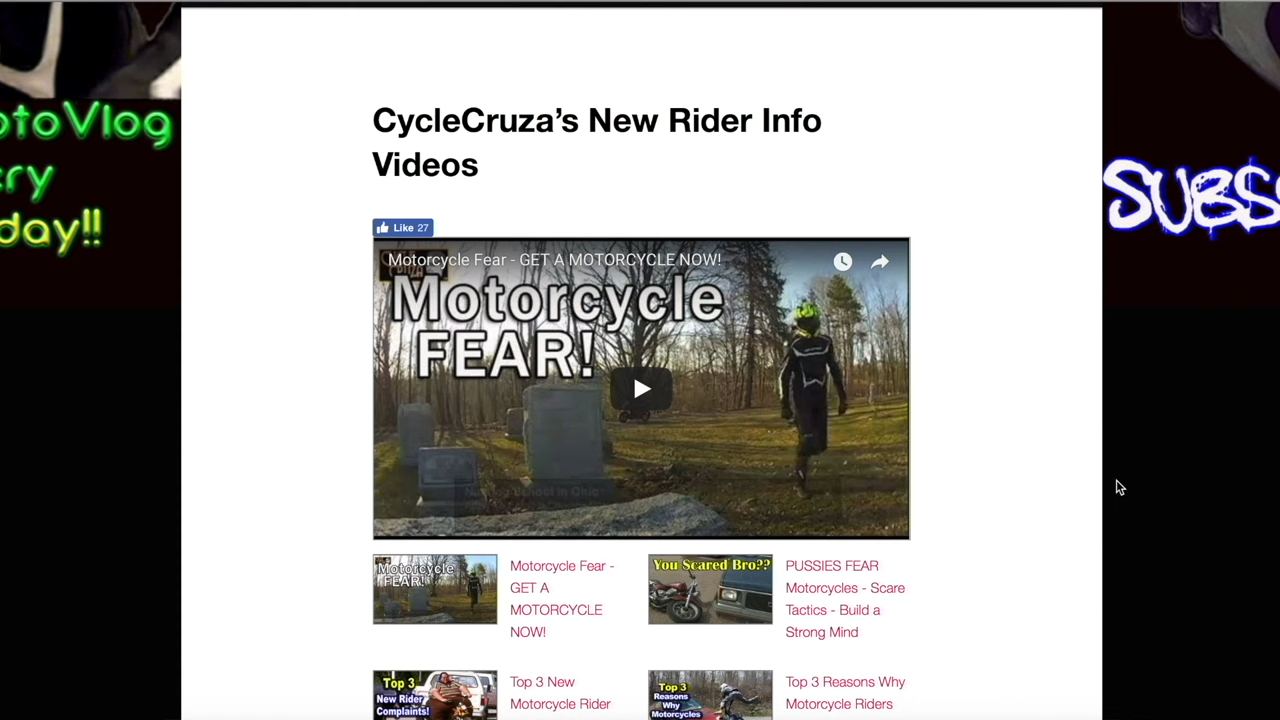 otoVlog
ery
day!!
SUBS
CycleCruza’s New Rider Info
Videos
Like 27
Motorcycle Fear - GET A MOTORCYCLE NOW!
CRUZA
Motorcycle
FEAR!
Motorcycle
FEAR!
Motorcycle Fear -
GET A
MOTORCYCLE
NOW!
You Scared Bro??
PUSSIES FEAR
Motorcycles - Scare
Tactics - Build a
Strong Mind
Top 3
New Rider
Complaints!
Top 3 New
Motorcycle Rider
Top 3
Reasons
Why
Motorcycles
Top 3 Reasons Why
Motorcycle Riders